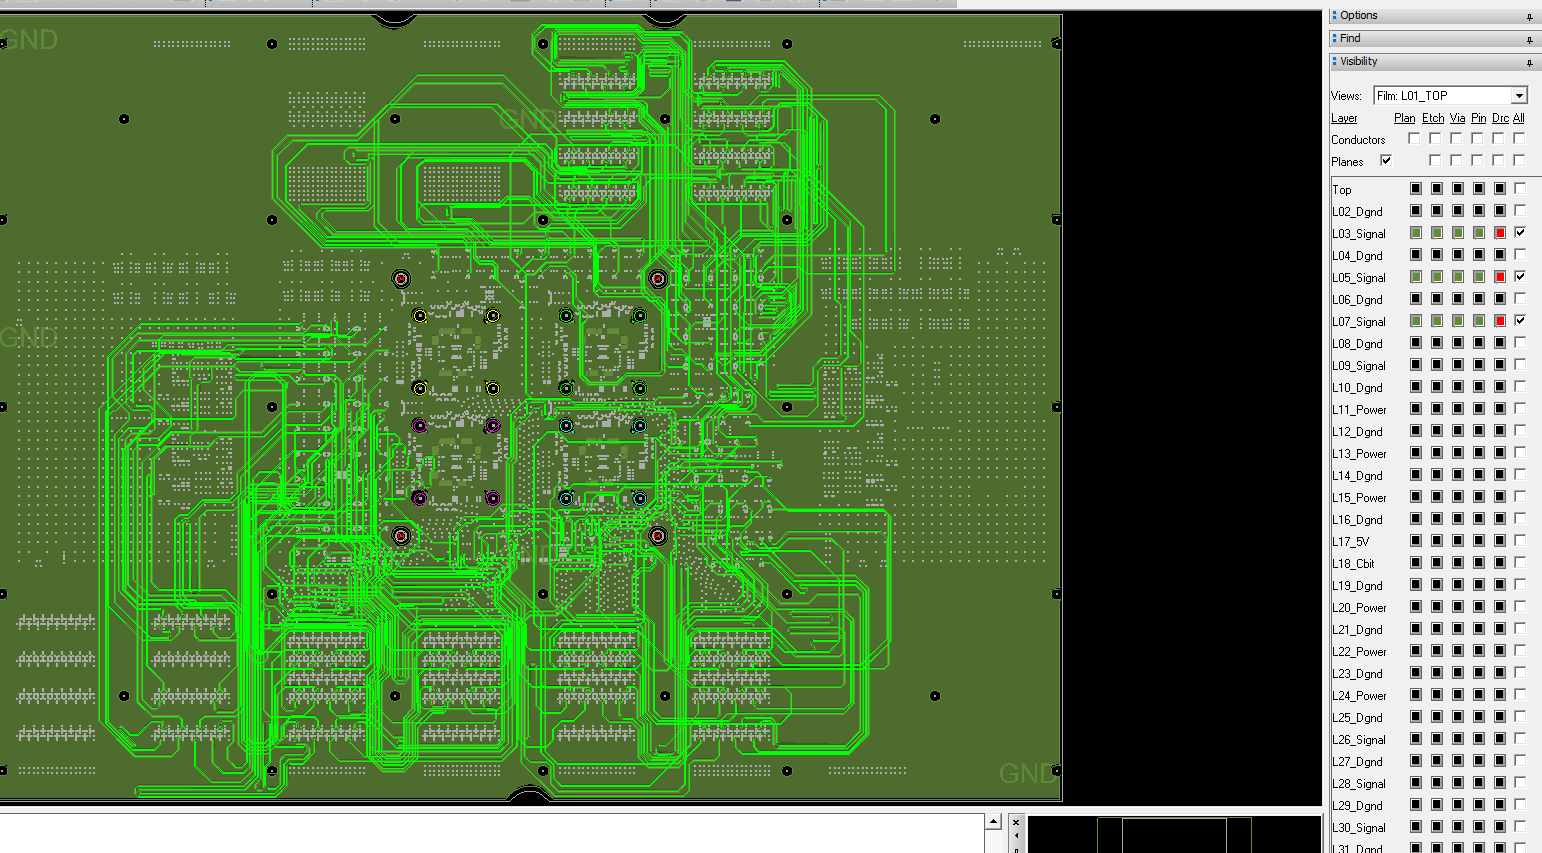 GND
GND
GND
GND
Options
Find
Visibility
Views: Film: L01_TOP
Layer Plan Etch Via Pin Drc All
Conductors
Planes
Top
L02_Dgnd
L03_Signal
L04_Dgnd
L05_Signal
L06_Dgnd
L07_Signal
L08_Dgnd
L09_Signal
L10_Dgnd
L11_Power
L12_Dgnd
L13_Power
L14_Dgnd
L15_Power
L16_Dgnd
L17_5V
L18_Cbit
L19_Dgnd
L20_Power
L21_Dgnd
L22_Power
L23_Dgnd
L24_Power
L25_Dgnd
L26_Signal
L27_Dgnd
L28_Signal
L29_Dgnd
L30_Signal
L31_Dgnd